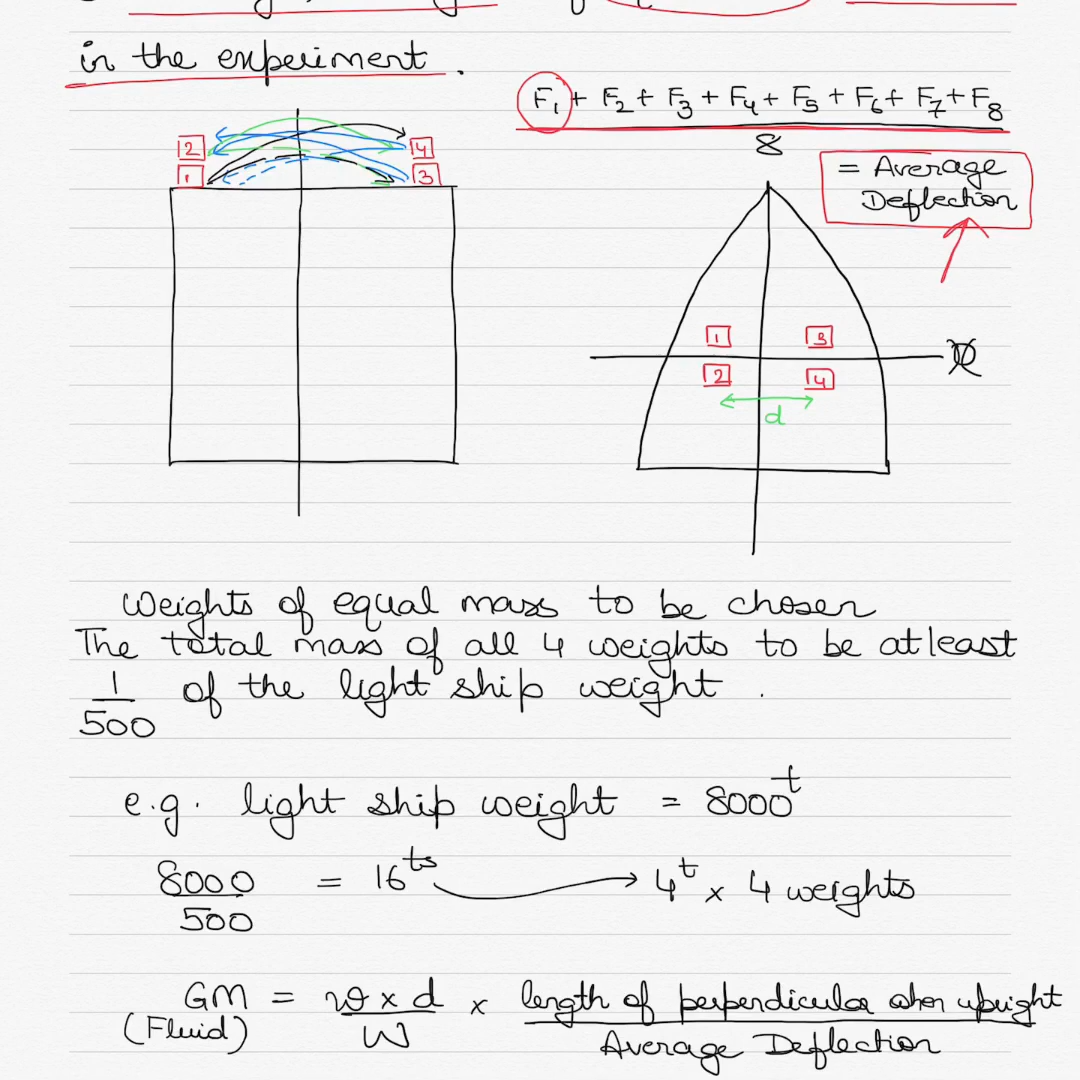 in the experiment.
F1 + F2 + F3 + F4 + F5 + F6 + F7 + F8
8
= Average
Deflection
2
4
1
3
1
3
2
4
d
Weights of equal mass to be chosen
The total mass of all 4 weights to be atleast
1
500
of the light ship weight.
e.g. light ship weight = 8000t
8000
500
= 16ts
4t x 4 weights
GM = w x d x length of perpendicular when upright
(Fluid)
W
Average Deflection